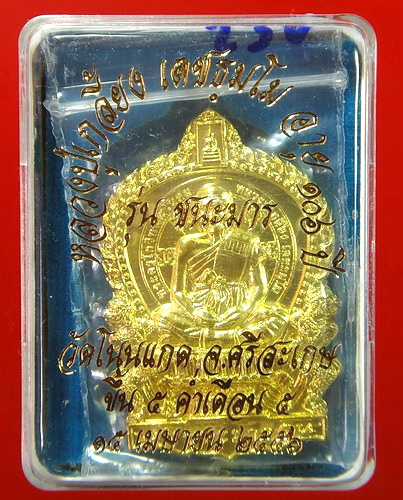 หลวงปู่เกลี้ยง เตชธมฺโม อายุ ๑๐๖ ปี
รุ่น ชนะมาร
วัดโนนแกด จ.ศรีสะเกษ
ขึ้น ๕ ค่ำเดือน ๕
๑๕ เมษายน ๒๕๕๖